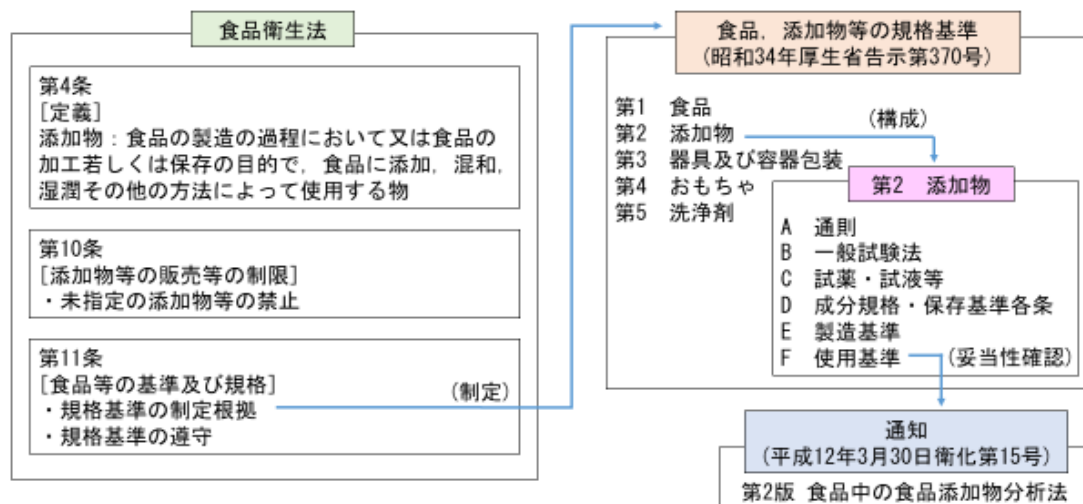 食品衛生法
第4条
[定義]
添加物：食品の製造の過程において又は食品の
加工若しくは保存の目的で，食品に添加，混和，
湿潤その他の方法によって使用する物
第10条
[添加物等の販売等の制限]
・未指定の添加物等の禁止
第11条
[食品等の基準及び規格]
・規格基準の制定根拠
・規格基準の遵守
(制定)
食品，添加物等の規格基準
(昭和34年厚生省告示第370号)
第1 食品
第2 添加物
第3 器具及び容器包装
第4 おもちゃ
第5 洗浄剤
(構成)
第2 添加物
A 通則
B 一般試験法
C 試薬・試液等
D 成分規格・保存基準各条
E 製造基準
F 使用基準
(妥当性確認)
通知
(平成12年3月30日衛化第15号)
第2版 食品中の食品添加物分析法